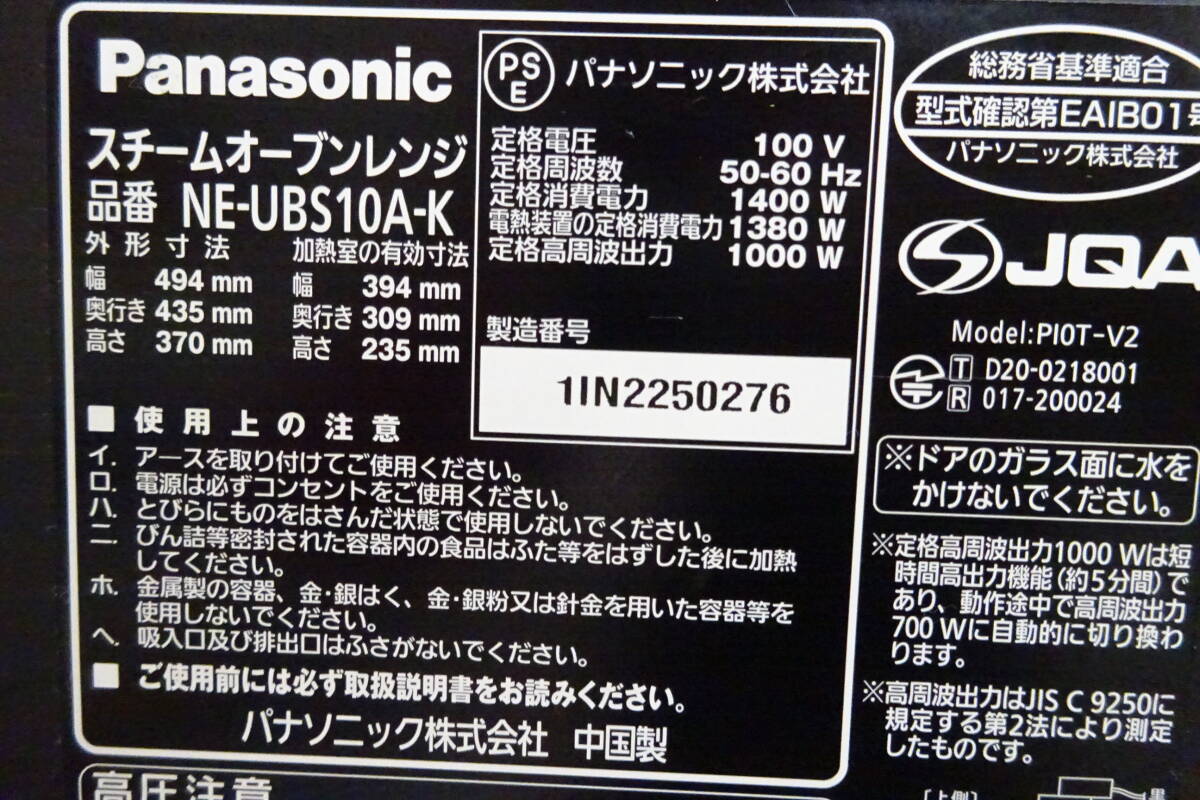 Panasonic
スチームオーブンレンジ
品番 NE-UBS10A-K
外形寸法 加熱室の有効寸法
幅 494 mm 幅 394 mm
奥行き 435 mm 奥行き 309 mm
高さ 370 mm 高さ 235 mm
PSE パナソニック株式会社
定格電圧 100 V
定格周波数 50-60 Hz
定格消費電力 1400 W
電熱装置の定格消費電力 1380 W
定格高周波出力 1000 W
製造番号
1IN2250276
■ 使用上の注意
イ. アースを取り付けてご使用ください。
ロ. 電源は必ずコンセントをご使用ください。
ハ. とびらにものをはさんだ状態で使用しないでください。
ニ. びん詰等密封された容器内の食品はふた等をはずした後に加熱
してください。
ホ. 金属製の容器、金・銀はく、金・銀粉又は針金を用いた容器等を
使用しないでください。
ヘ. 吸入口及び排出口はふさがないでください。
■ ご使用前には必ず取扱説明書をお読みください。
パナソニック株式会社 中国製
高圧注意
総務省基準適合
型式確認第EAIB01号
パナソニック株式会社
JQA
Model:PI0T-V2
T D20-0218001
R 017-200024
※ドアのガラス面に水を
かけないでください。
※定格高周波出力1000 Wは短
時間高出力機能(約5分間)で
あり、動作途中で高周波出力
700 Wに自動的に切り換わ
ります。
※高周波出力はJIS C 9250に
規定する第2法により測定
したものです。
[上側]
黒